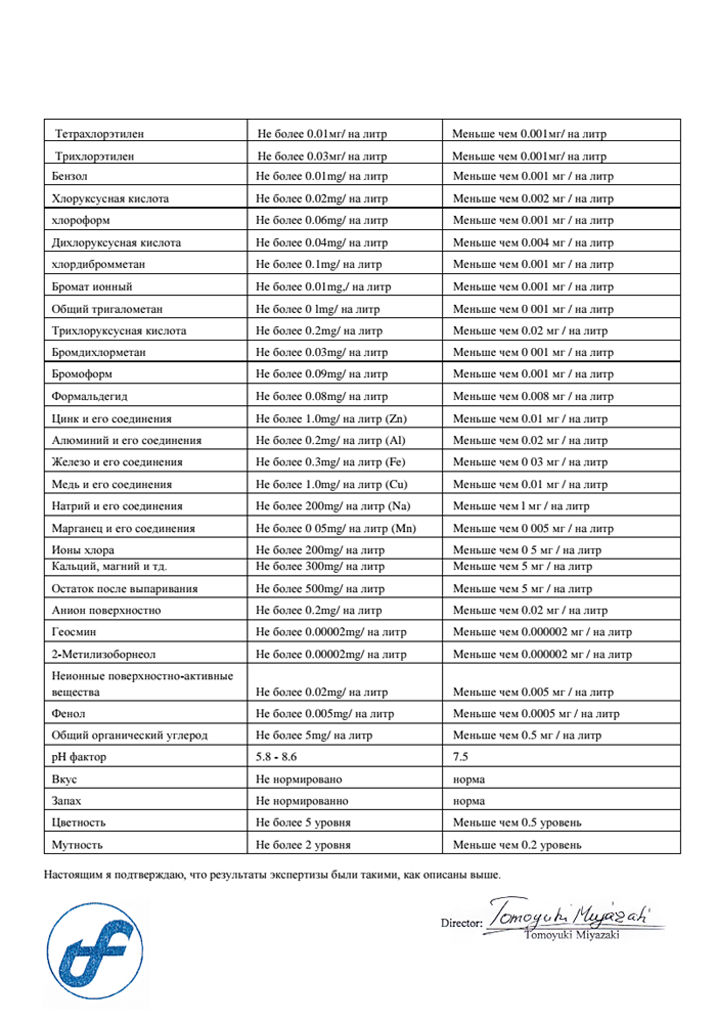 Тетрахлорэтилен Не более 0.01мг/ на литр Меньше чем 0.001мг/ на литр
Трихлорэтилен Не более 0.03мг/ на литр Меньше чем 0.001мг/ на литр
Бензол Не более 0.01mg/ на литр Меньше чем 0.001 мг / на литр
Хлоруксусная кислота Не более 0.02mg/ на литр Меньше чем 0.002 мг / на литр
хлороформ Не более 0.06mg/ на литр Меньше чем 0.001 мг / на литр
Дихлоруксусная кислота Не более 0.04mg/ на литр Меньше чем 0.004 мг / на литр
хлордибромметан Не более 0.1mg/ на литр Меньше чем 0.001 мг / на литр
Бромат ионный Не более 0.01mg,/ на литр Меньше чем 0.001 мг / на литр
Общий тригалометан Не более 0 lmg/ на литр Меньше чем 0 001 мг / на литр
Трихлоруксусная кислота Не более 0.2mg/ на литр Меньше чем 0.02 мг / на литр
Бромдихлорметан Не более 0.03mg/ на литр Меньше чем 0 001 мг / на литр
Бромоформ Не более 0.09mg/ на литр Меньше чем 0.001 мг / на литр
Формальдегид Не более 0.08mg/ на литр Меньше чем 0.008 мг / на литр
Цинк и его соединения Не более 1.0mg/ на литр (Zn) Меньше чем 0.01 мг / на литр
Алюминий и его соединения Не более 0.2mg/ на литр (Al) Меньше чем 0.02 мг / на литр
Железо и его соединения Не более 0.3mg/ на литр (Fe) Меньше чем 0 03 мг / на литр
Медь и его соединения Не более 1.0mg/ на литр (Cu) Меньше чем 0.01 мг / на литр
Натрий и его соединения Не более 200mg/ на литр (Na) Меньше чем l мг / на литр
Марганец и его соединения Не более 0 05mg/ на литр (Mn) Меньше чем 0 005 мг / на литр
Ионы хлора Не более 200mg/ на литр Меньше чем 0 5 мг / на литр
Кальций, магний и тд. Не более 300mg/ на литр Меньше чем 5 мг / на литр
Остаток после выпаривания Не более 500mg/ на литр Меньше чем 5 мг / на литр
Анион поверхностно Не более 0.2mg/ на литр Меньше чем 0.02 мг / на литр
Геосмин Не более 0.00002mg/ на литр Меньше чем 0.000002 мг / на литр
2-Метилизоборнеол Не более 0.00002mg/ на литр Меньше чем 0.000002 мг / на литр
Неионные поверхностно-активные
вещества Не более 0.02mg/ на литр Меньше чем 0.005 мг / на литр
Фенол Не более 0.005mg/ на литр Меньше чем 0.0005 мг / на литр
Общий органический углерод Не более 5mg/ на литр Меньше чем 0.5 мг / на литр
pH фактор 5.8 - 8.6 7.5
Вкус Не нормировано норма
Запах Не нормированно норма
Цветность Не более 5 уровня Меньше чем 0.5 уровень
Мутность Не более 2 уровня Меньше чем 0.2 уровень
Настоящим я подтверждаю, что результаты экспертизы были такими, как описаны выше.
Director: Tomoyuki Miyazaki
Tomoyuki Miyazaki